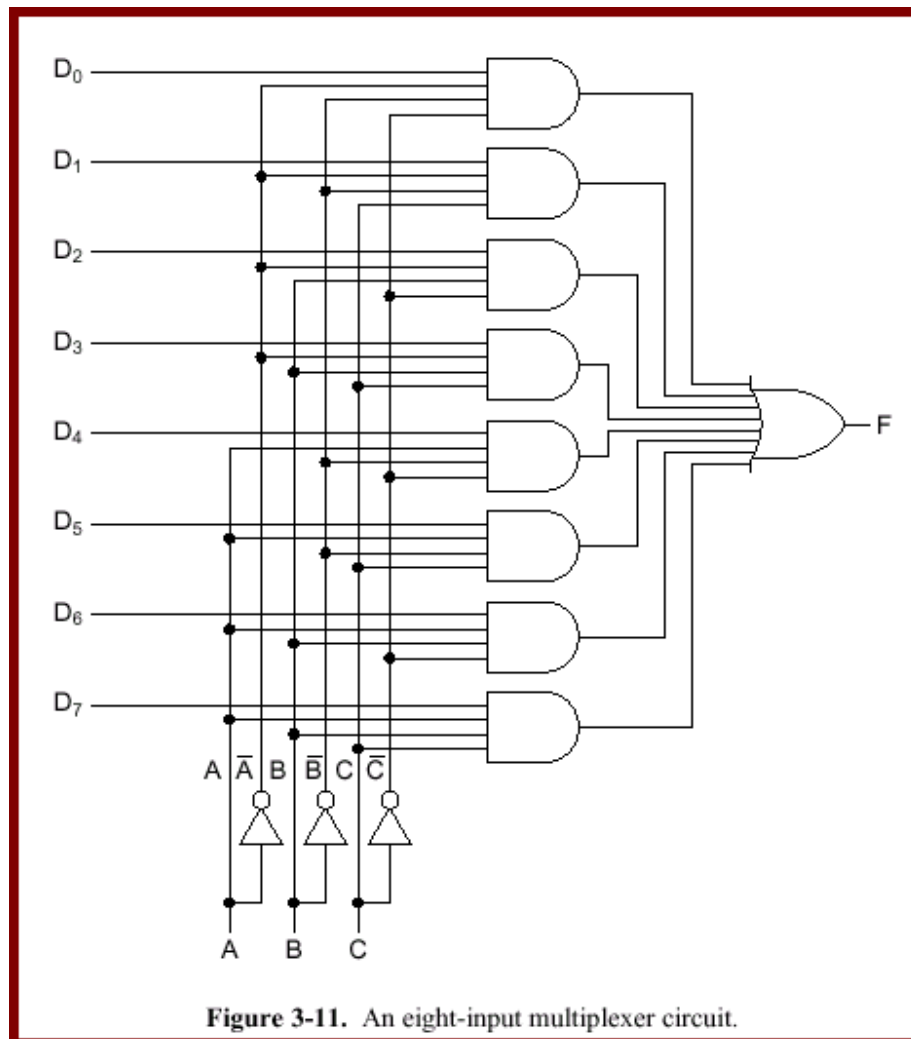 D₀
D₁
D₂
D₃
F
D₄
D₅
D₆
D₇
A A̅ B B̅ C C̅
A B C
Figure 3-11. An eight-input multiplexer circuit.